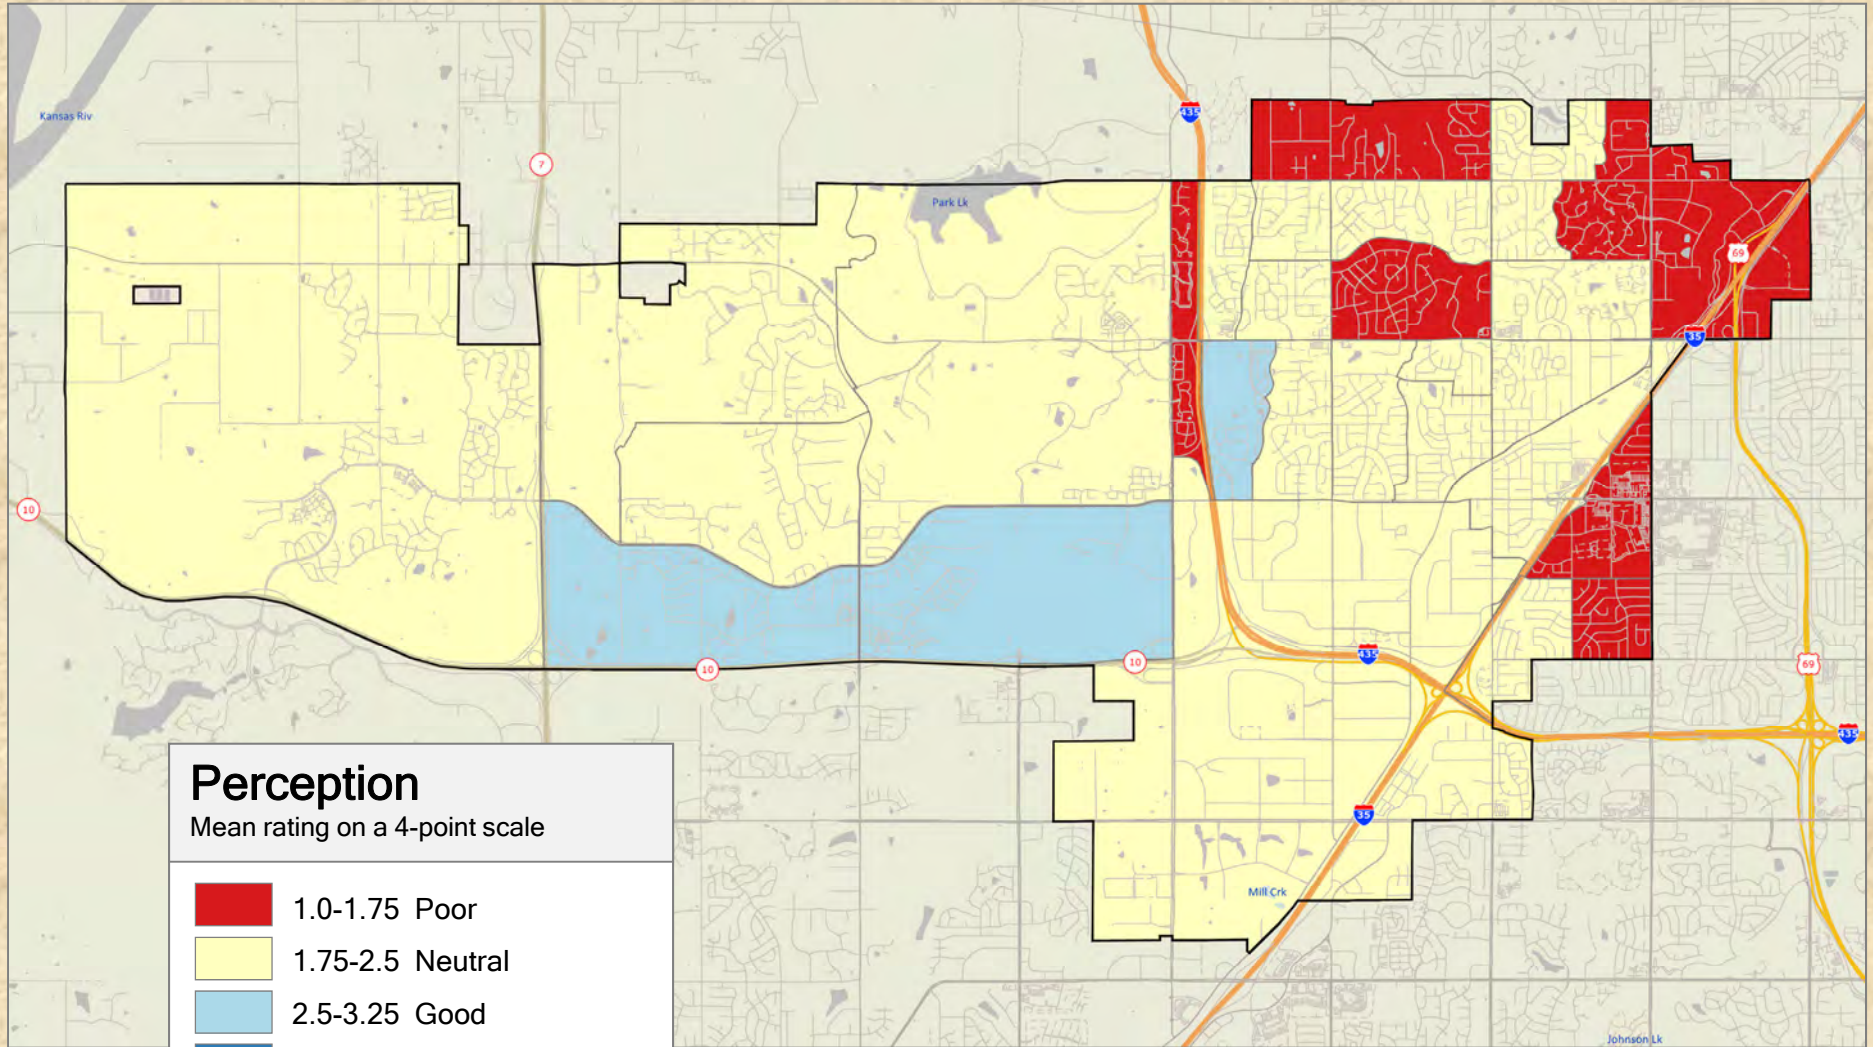 435
Kansas Riv
7
Park Lk
69
35
10
435
10
10
69
435
Perception
Mean rating on a 4-point scale
35
Mill Crk
1.0-1.75 Poor
1.75-2.5 Neutral
2.5-3.25 Good
Johnson Lk